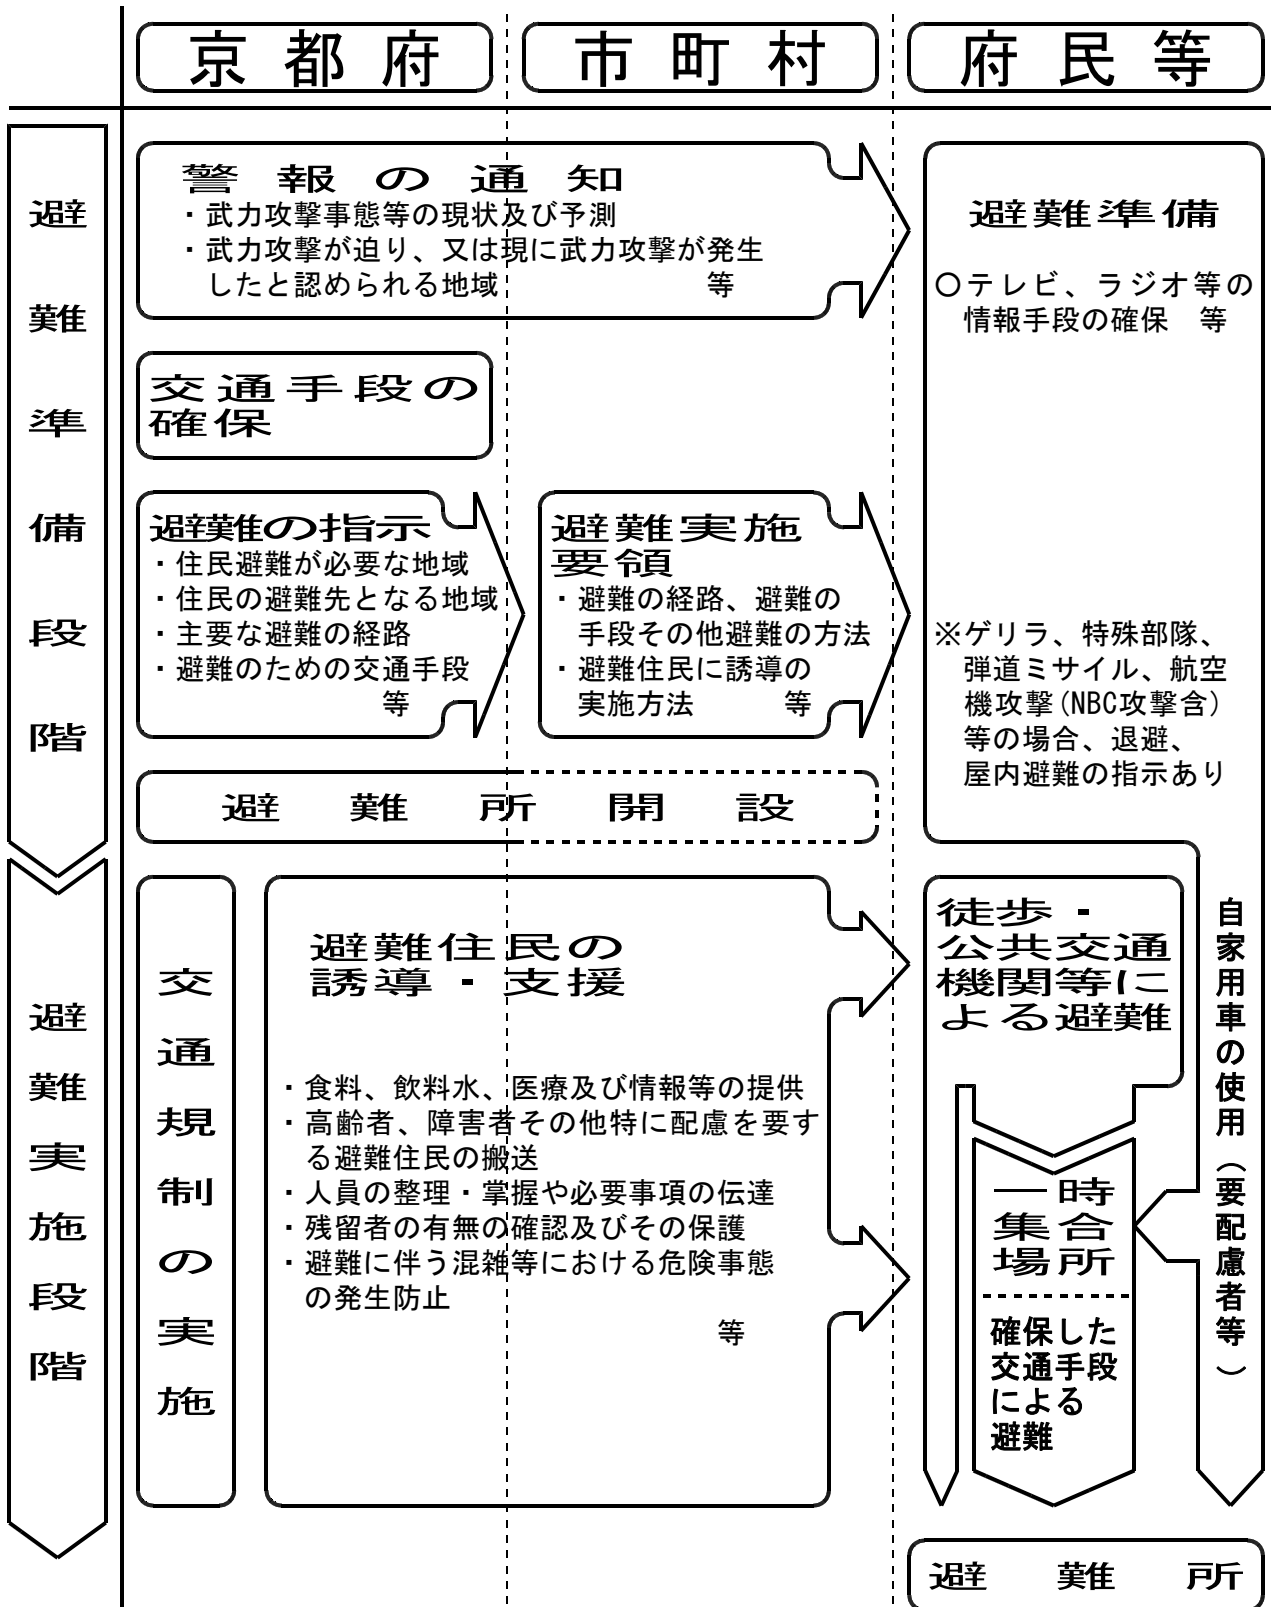 京都府
市町村
府民等
避難準備段階
警報の通知
・武力攻撃事態等の現状及び予測
・武力攻撃が迫り、又は現に武力攻撃が発生
したと認められる地域 等
避難準備
〇テレビ、ラジオ等の
情報手段の確保 等
交通手段の
確保
避難の指示
・住民避難が必要な地域
・住民の避難先となる地域
・主要な避難の経路
・避難のための交通手段
等
避難実施
要領
・避難の経路、避難の
手段その他避難の方法
・避難住民に誘導の
実施方法 等
※ゲリラ、特殊部隊、
弾道ミサイル、航空
機攻撃(NBC攻撃含)
等の場合、退避、
屋内避難の指示あり
避難所開設
避難実施段階
交通規制の実施
避難住民の
誘導・支援
・食料、飲料水、医療及び情報等の提供
・高齢者、障害者その他特に配慮を要す
る避難住民の搬送
・人員の整理・掌握や必要事項の伝達
・残留者の有無の確認及びその保護
・避難に伴う混雑等における危険事態
の発生防止
等
徒歩・
公共交通
機関等に
よる避難
自家用車の使用（要配慮者等）
一時
集合
場所
確保した
交通手段
による
避難
避難所